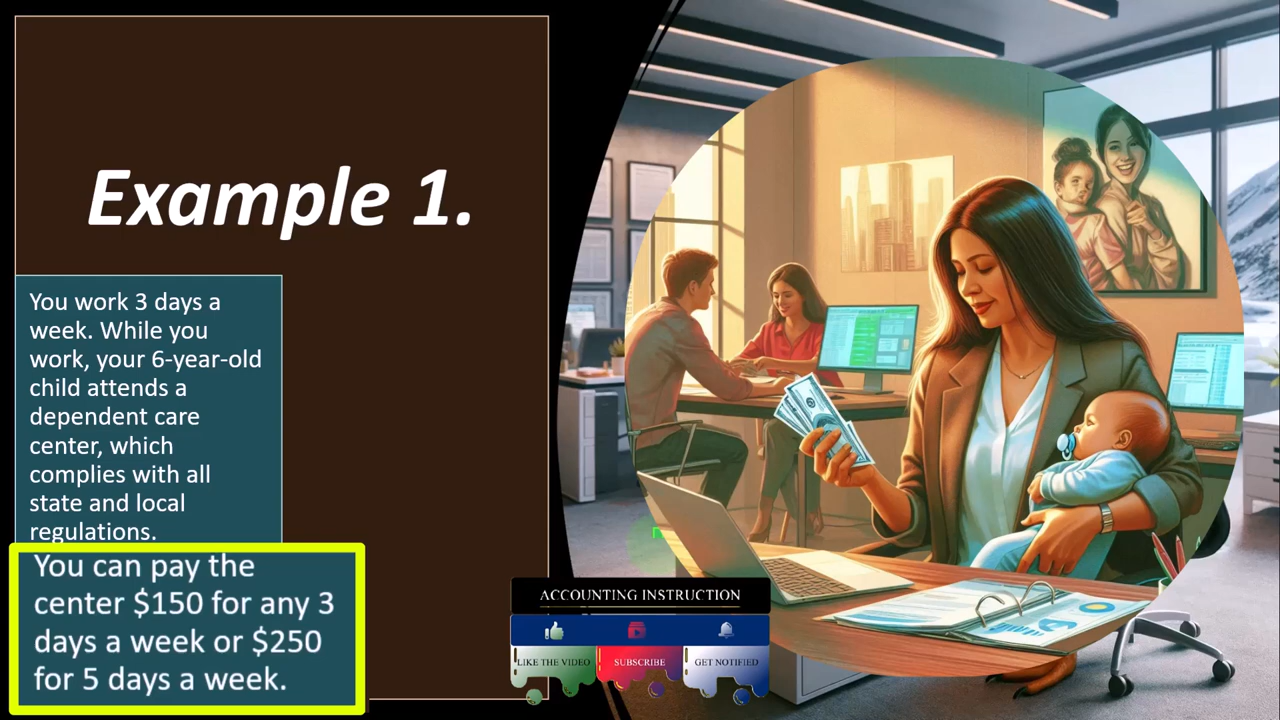 Example 1.
You work 3 days a
week. While you
work, your 6-year-old
child attends a
dependent care
center, which
complies with all
state and local
regulations.
You can pay the
center $150 for any 3
days a week or $250
for 5 days a week.
ACCOUNTING INSTRUCTION
LIKE THE VIDEO
SUBSCRIBE
GET NOTIFIED